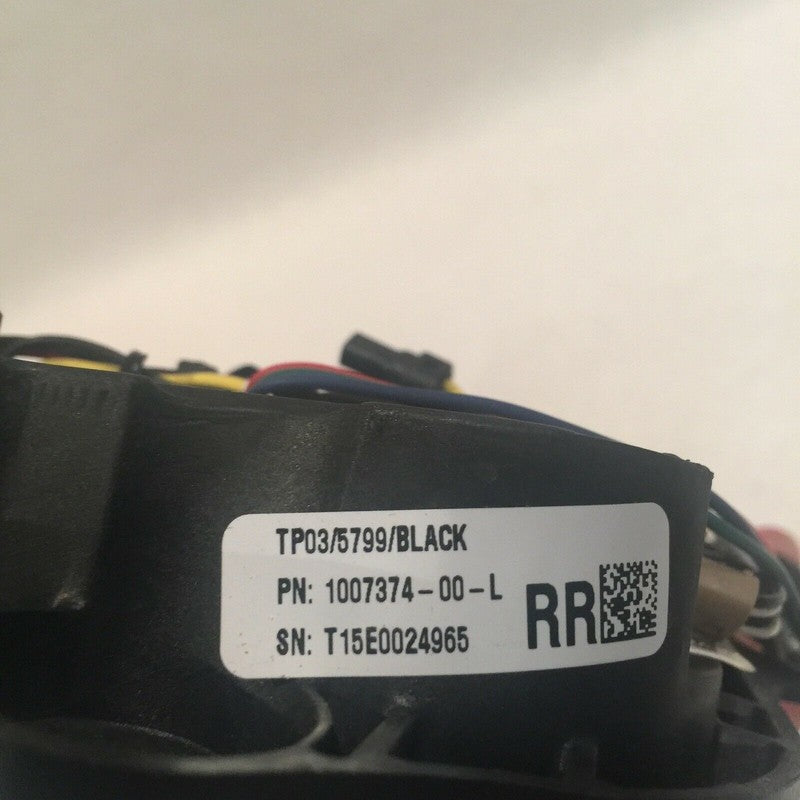 TP03/5799/BLACK
PN: 1007374-00-L
SN: T15E0024965
RR